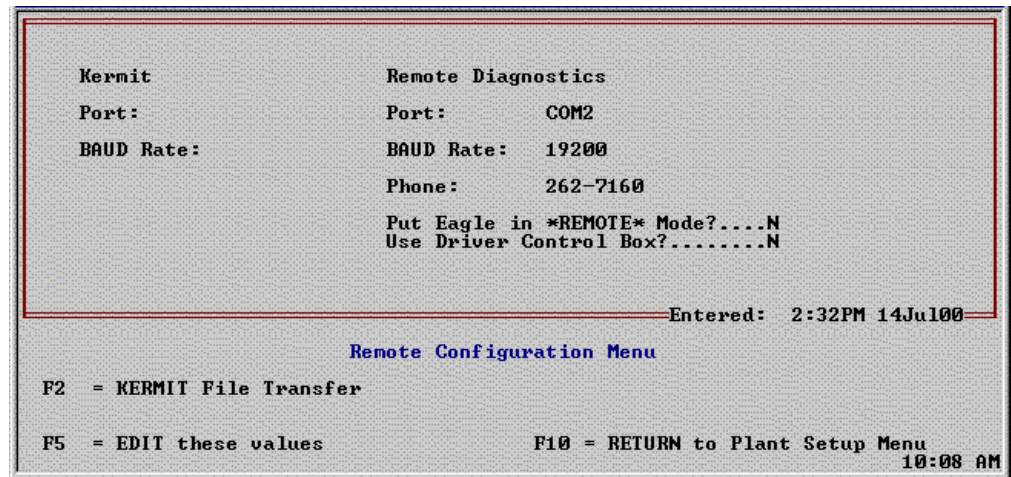 Kermit Remote Diagnostics
Port: Port: COM2
BAUD Rate: BAUD Rate: 19200
Phone: 262-7160
Put Eagle in *REMOTE* Mode?....N
Use Driver Control Box?........N
Entered: 2:32PM 14Jul00
Remote Configuration Menu
F2 = KERMIT File Transfer
F5 = EDIT these values F10 = RETURN to Plant Setup Menu
10:08 AM